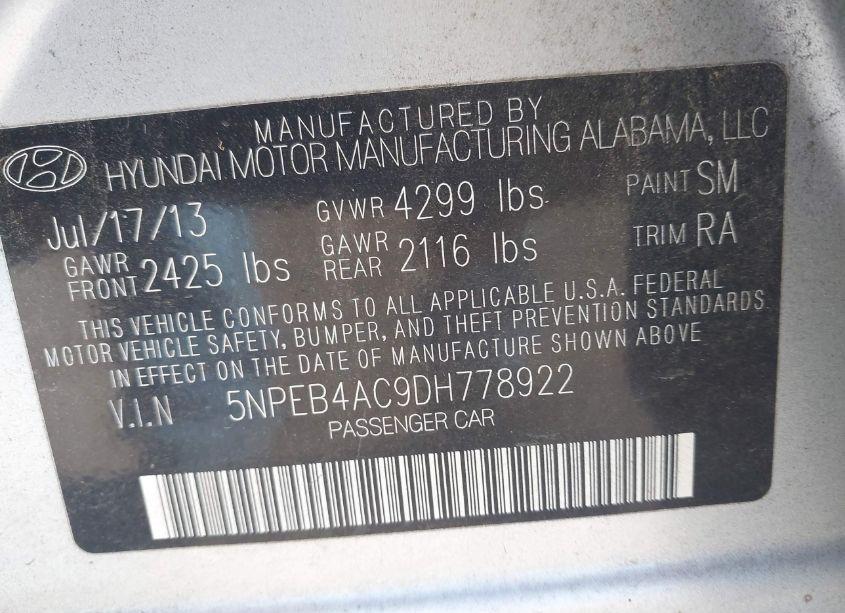 MANUFACTURED BY
HYUNDAI MOTOR MANUFACTURING ALABAMA, LLC
Jul/17/13 GVWR 4299 lbs PAINT SM
GAWR FRONT 2425 lbs GAWR REAR 2116 lbs TRIM RA
THIS VEHICLE CONFORMS TO ALL APPLICABLE U.S.A. FEDERAL
MOTOR VEHICLE SAFETY, BUMPER, AND THEFT PREVENTION STANDARDS
IN EFFECT ON THE DATE OF MANUFACTURE SHOWN ABOVE
V.I.N 5NPEB4AC9DH778922
PASSENGER CAR